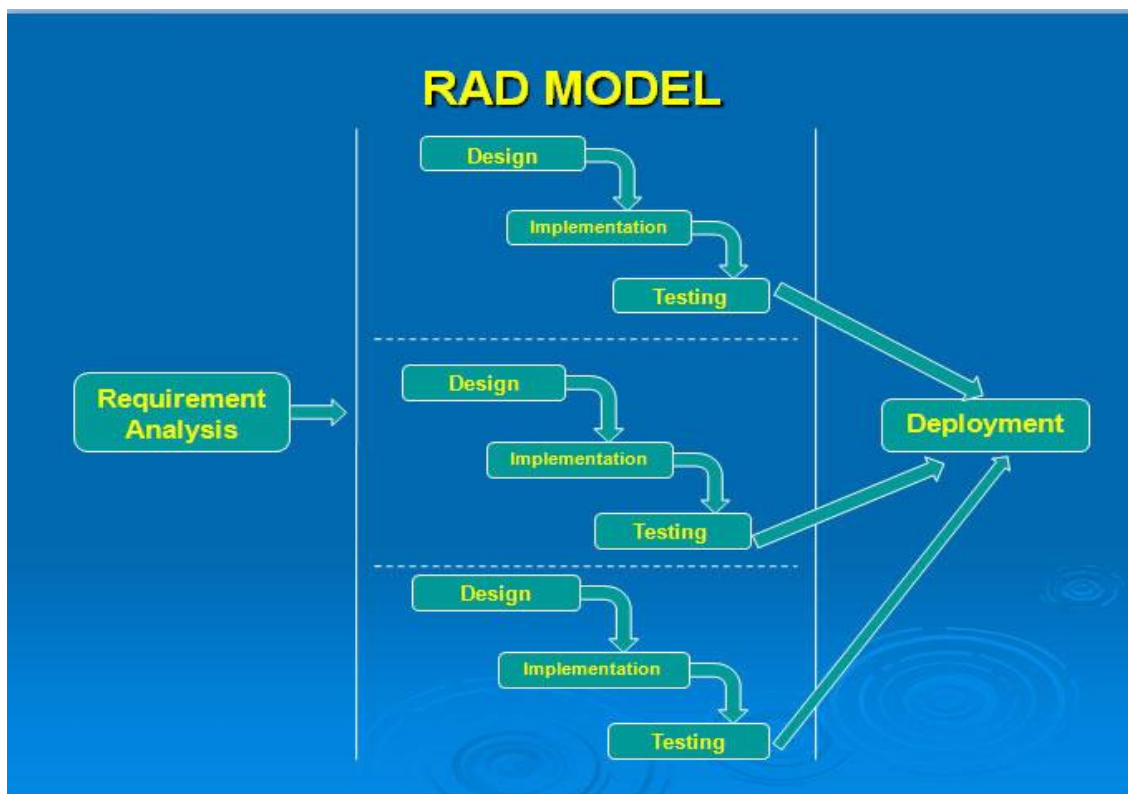 RAD MODEL
Design
Implementation
Testing
Requirement
Analysis
Design
Implementation
Testing
Deployment
Design
Implementation
Testing